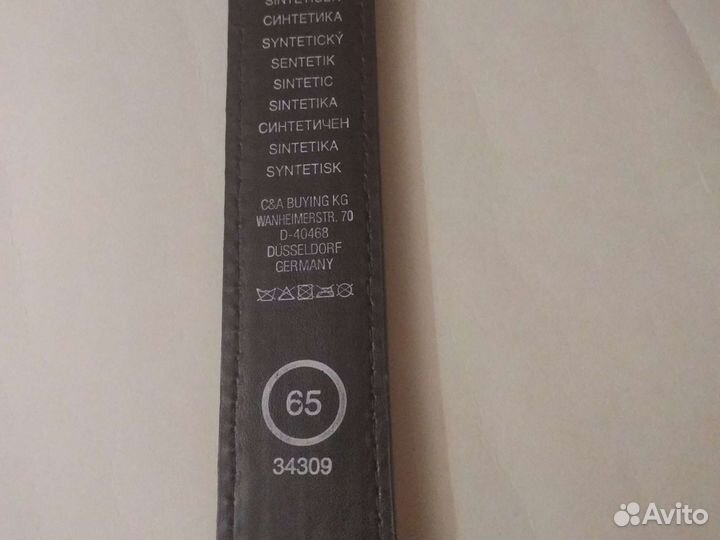 СИНТЕТИКА
SYNTETICKÝ
SENTETIK
SINTETIC
SINTETIKA
СИНТЕТИЧЕН
SINTETIKA
SYNTETISK
C&A BUYING KG
WANHEIMERSTR. 70
D-40468
DÜSSELDORF
GERMANY
65
34309
Avito